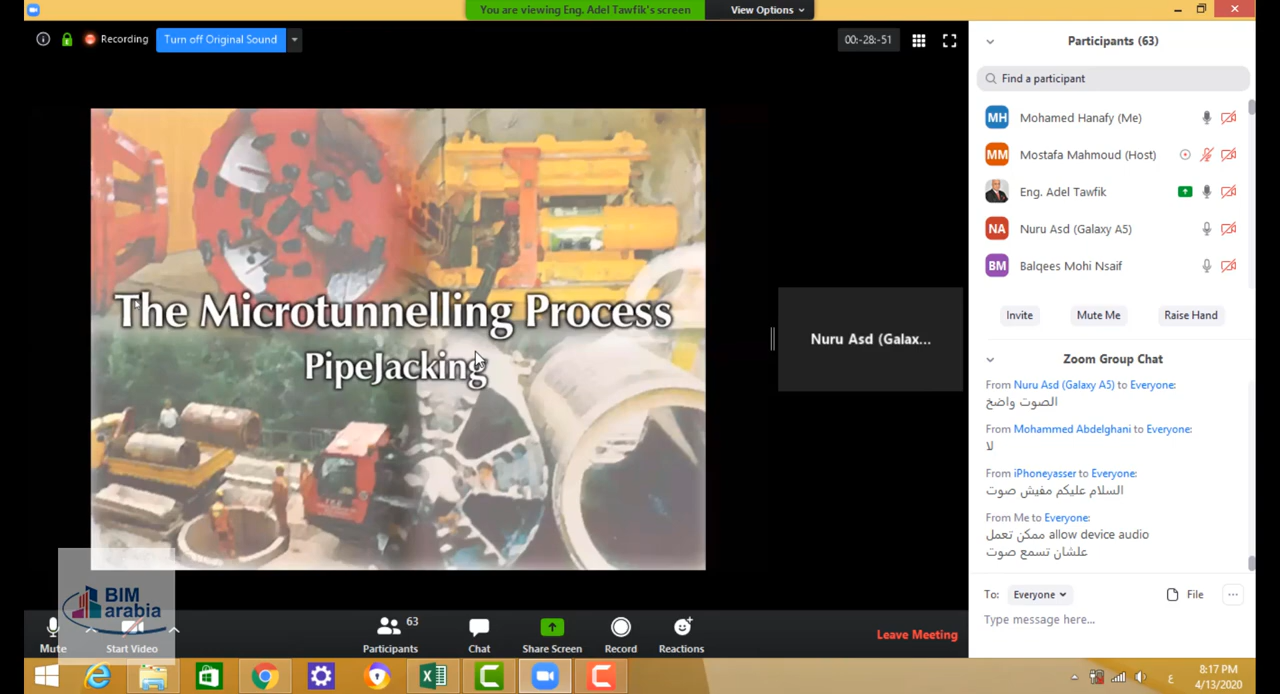 You are viewing Eng. Adel Tawfik's screen
View Options
Recording
Turn off Original Sound
00:-28:-51
The Microtunnelling Process
PipeJacking
Nuru Asd (Galax...
Participants (63)
Find a participant
MH Mohamed Hanafy (Me)
MM Mostafa Mahmoud (Host)
Eng. Adel Tawfik
NA Nuru Asd (Galaxy A5)
BM Balqees Mohi Nsaif
Invite
Mute Me
Raise Hand
Zoom Group Chat
From Nuru Asd (Galaxy A5) to Everyone:
الصوت واضح
From Mohammed Abdelghani to Everyone:
لا
From iPhoneyasser to Everyone:
السلام عليكم مفيش صوت
From Me to Everyone:
ممكن تعمل allow device audio
علشان تسمع صوت
To: Everyone
File
Type message here...
BIM
arabia
Mute
Start Video
63
Participants
Chat
Share Screen
Record
Reactions
Leave Meeting
ع
8:17 PM
4/13/2020